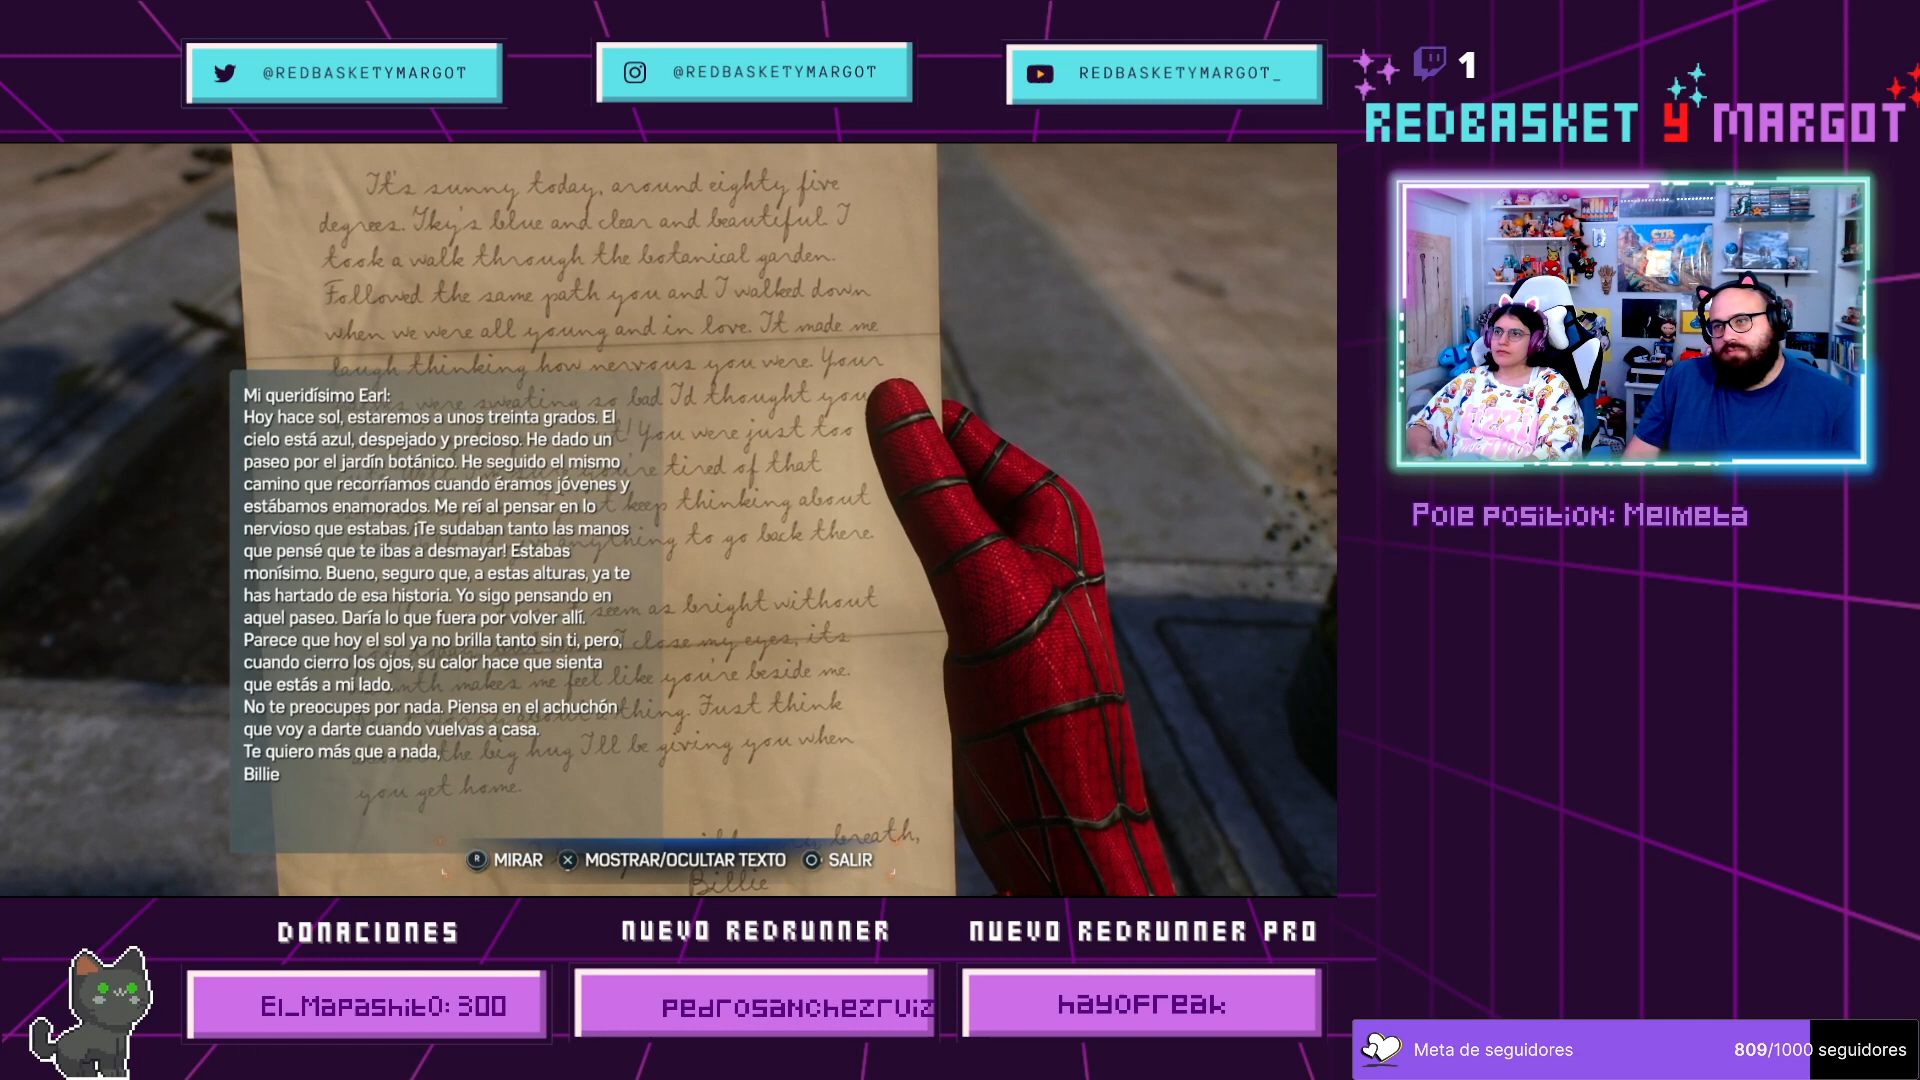 @REDBASKETYMARGOT
@REDBASKETYMARGOT
REDBASKETYMARGOT_
1
REDBASKET Y MARGOT
It's sunny today, around eighty five
degrees. Sky's blue and clear and beautiful. I
took a walk through the botanical garden.
Followed the same path you and I walked down
when we were all young and in love. It made me
laugh thinking how nervous you were. Your
were sweating so bad I'd thought you
! You were just too
tired of that
keep thinking about
anything to go back there.
seem as bright without
I close my eyes, its
makes me feel like you're beside me.
about a thing. Just think
the big hug I'll be giving you when
you get home.
breath,
Billie
Mi queridísimo Earl:
Hoy hace sol, estaremos a unos treinta grados. El
cielo está azul, despejado y precioso. He dado un
paseo por el jardín botánico. He seguido el mismo
camino que recorríamos cuando éramos jóvenes y
estábamos enamorados. Me reí al pensar en lo
nervioso que estabas. ¡Te sudaban tanto las manos
que pensé que te ibas a desmayar! Estabas
monísimo. Bueno, seguro que, a estas alturas, ya te
has hartado de esa historia. Yo sigo pensando en
aquel paseo. Daría lo que fuera por volver allí.
Parece que hoy el sol ya no brilla tanto sin ti, pero,
cuando cierro los ojos, su calor hace que sienta
que estás a mi lado.
No te preocupes por nada. Piensa en el achuchón
que voy a darte cuando vuelvas a casa.
Te quiero más que a nada,
Billie
R MIRAR MOSTRAR/OCULTAR TEXTO SALIR
CTR
Pole position: Melmeta
DONACIONES
NUEVO REDRUNNER
NUEVO REDRUNNER PRO
El_Mapashit0: 300
pedrosanchezruiz
hayofreak
Meta de seguidores
809/1000 seguidores